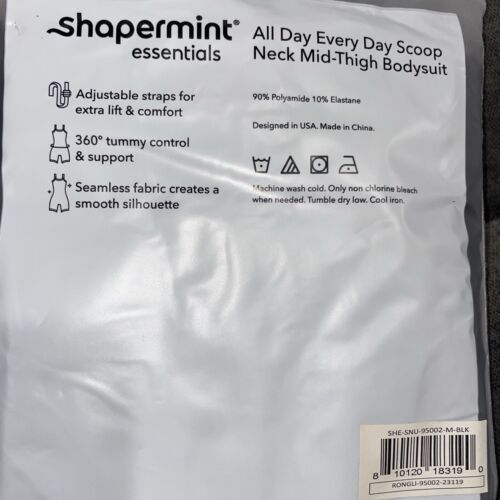 Shapermint®
essentials
All Day Every Day Scoop
Neck Mid-Thigh Bodysuit
Adjustable straps for
extra lift & comfort
360° tummy control
& support
Seamless fabric creates a
smooth silhouette
90% Polyamide 10% Elastane
Designed in USA. Made in China.
Machine wash cold. Only non chlorine bleach
when needed. Tumble dry low. Cool iron.
SHE-SNU-95002-M-BLK
8 10120 18319 0
RONGLI-95002-23119